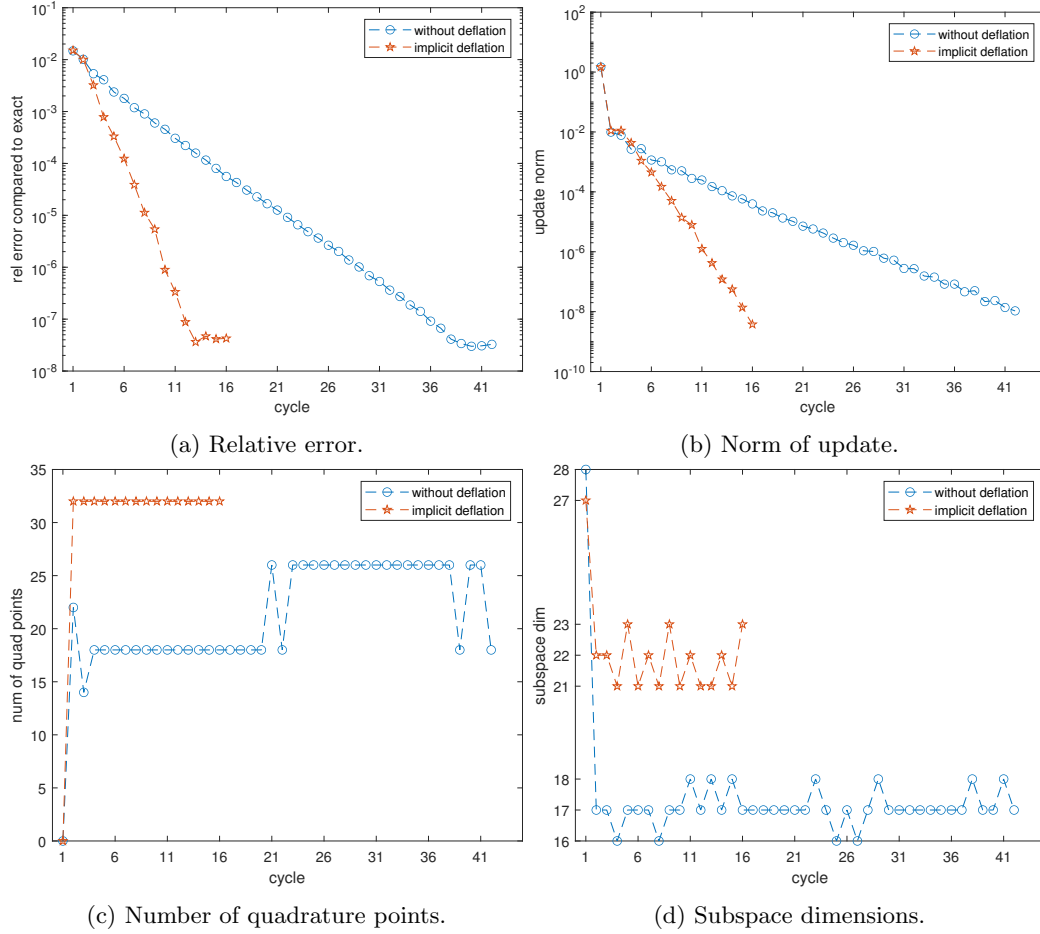 10^-1
10^-2
10^-3
10^-4
10^-5
10^-6
10^-7
10^-8
rel error compared to exact
without deflation
implicit deflation
1 6 11 16 21 26 31 36 41
cycle
(a) Relative error.
10^2
10^0
10^-2
10^-4
10^-6
10^-8
10^-10
update norm
without deflation
implicit deflation
1 6 11 16 21 26 31 36 41
cycle
(b) Norm of update.
35
30
25
20
15
10
5
0
num of quad points
without deflation
implicit deflation
1 6 11 16 21 26 31 36 41
cycle
(c) Number of quadrature points.
28
27
23
22
21
18
17
16
subspace dim
without deflation
implicit deflation
1 6 11 16 21 26 31 36 41
cycle
(d) Subspace dimensions.